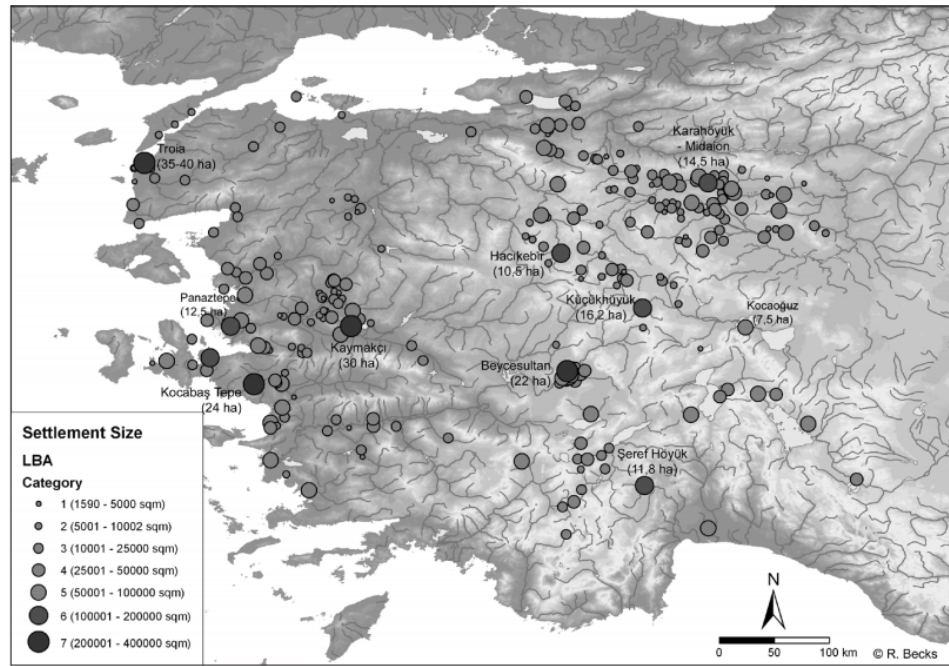 Troia
(35-40 ha)
Karahöyük
- Midaion
(14,5 ha)
Hacıkebir
(10,5 ha)
Panaztepe
(12,5 ha)
Küçükhöyük
(16,2 ha)
Kocaoğuz
(7,5 ha)
Kaymakçı
(30 ha)
Beycesultan
(22 ha)
Kocabaş Tepe
(24 ha)
Şeref Höyük
(11,8 ha)
Settlement Size
LBA
Category
1 (1590 - 5000 sqm)
2 (5001 - 10002 sqm)
3 (10001 - 25000 sqm)
4 (25001 - 50000 sqm)
5 (50001 - 100000 sqm)
6 (100001 - 200000 sqm)
7 (200001 - 400000 sqm)
N
0 50 100 km
© R. Becks